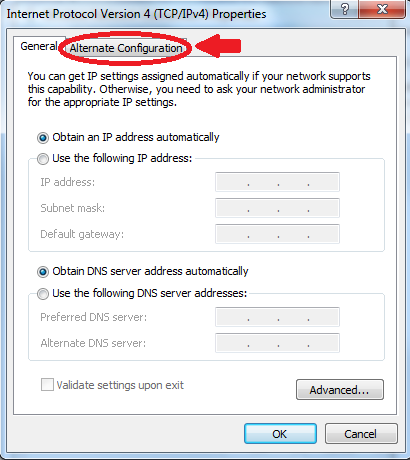 Internet Protocol Version 4 (TCP/IPv4) Properties
General
Alternate Configuration
You can get IP settings assigned automatically if your network supports
this capability. Otherwise, you need to ask your network administrator
for the appropriate IP settings.
Obtain an IP address automatically
Use the following IP address:
IP address:
Subnet mask:
Default gateway:
Obtain DNS server address automatically
Use the following DNS server addresses:
Preferred DNS server:
Alternate DNS server:
Validate settings upon exit
Advanced...
OK
Cancel